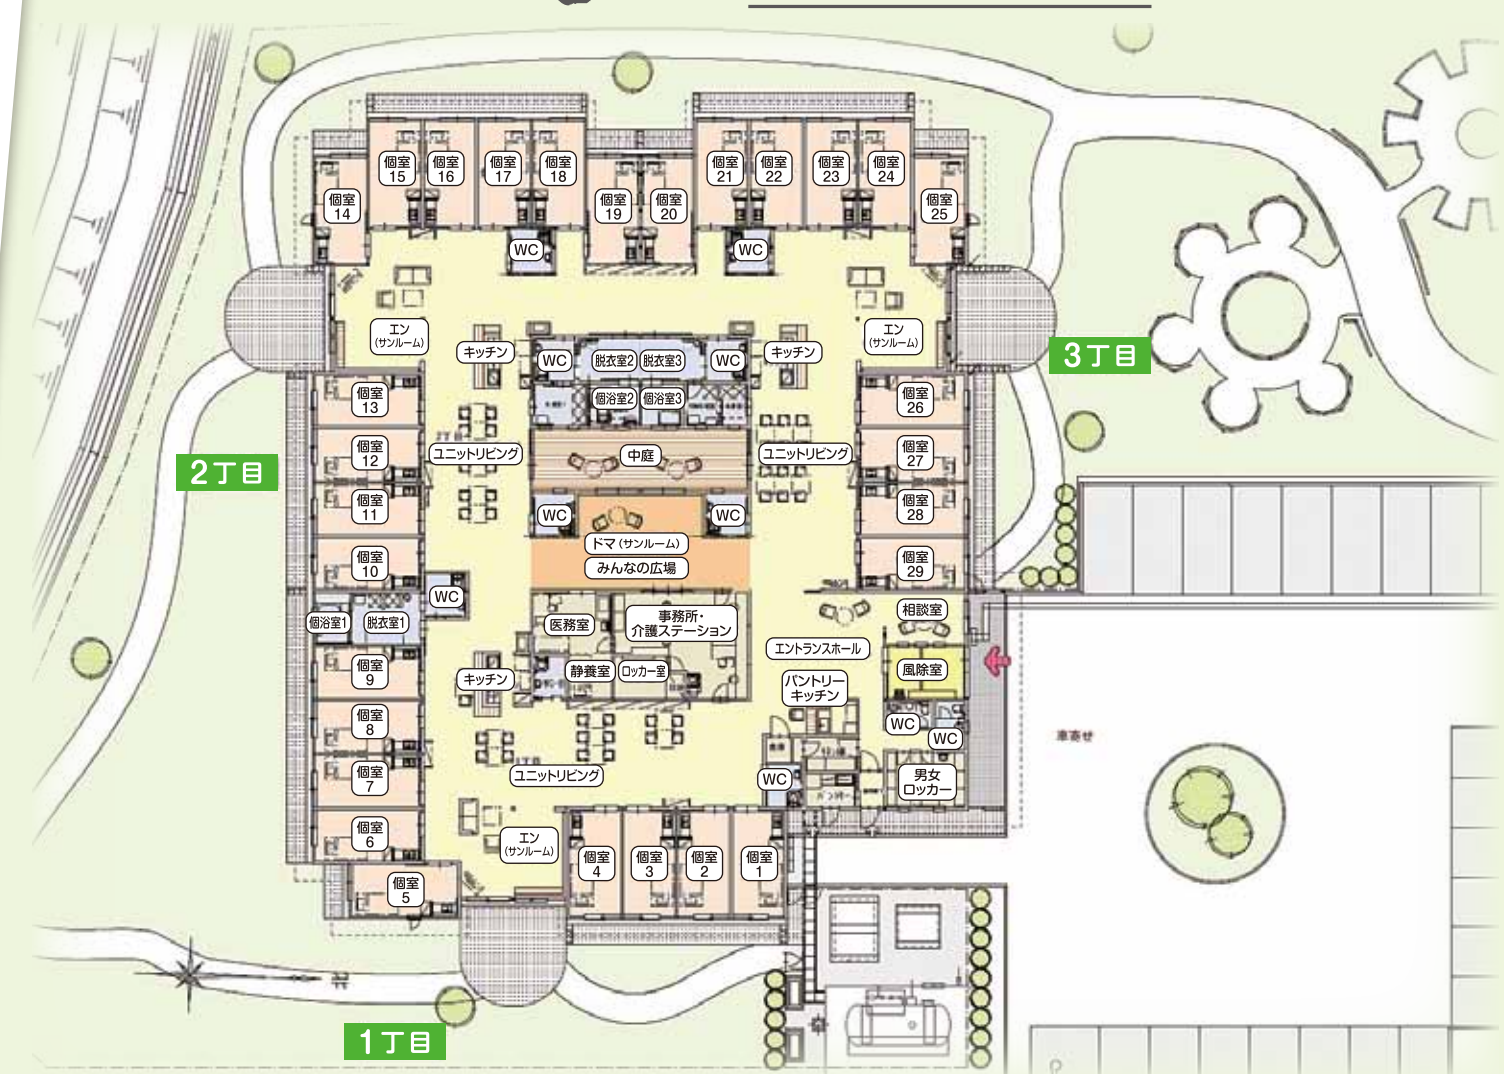 個室
15
個室
16
個室
17
個室
18
個室
21
個室
22
個室
23
個室
24
個室
14
個室
19
個室
20
個室
25
WC
WC
エン
(サンルーム)
キッチン
WC
脱衣室2
脱衣室3
WC
キッチン
エン
(サンルーム)
3丁目
個室
13
個浴室2
個浴室3
個室
26
2丁目
個室
12
ユニットリビング
中庭
ユニットリビング
個室
27
個室
11
WC
WC
個室
28
ドマ(サンルーム)
みんなの広場
個室
10
個室
29
WC
個浴室1
脱衣室1
医務室
事務所・
介護ステーション
相談室
エントランスホール
個室
9
キッチン
静養室
ロッカー室
風除室
パントリー
キッチン
個室
8
WC
WC
車寄せ
個室
7
ユニットリビング
WC
男女
ロッカー
個室
6
エン
(サンルーム)
個室
4
個室
3
個室
2
個室
1
個室
5
北
1丁目